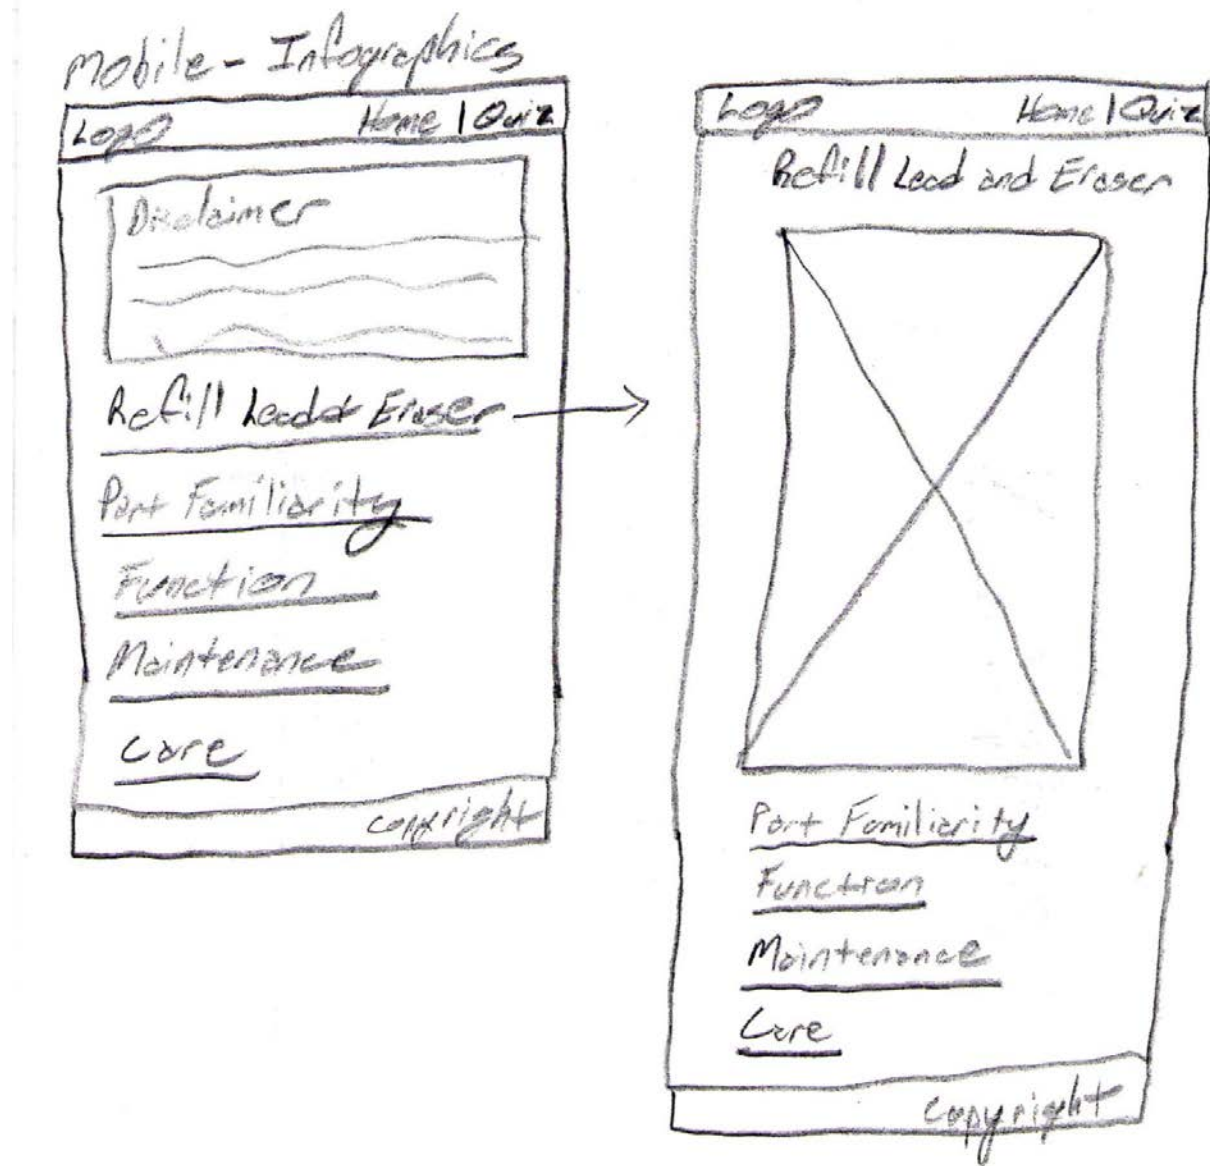 Mobile - Infographics
Logo Home | Quiz
Disclaimer
Refill Lead & Eraser
Part Familiarity
Function
Maintenance
Care
Copyright
Logo Home | Quiz
Refill Lead and Eraser
Part Familiarity
Function
Maintenance
Care
Copyright